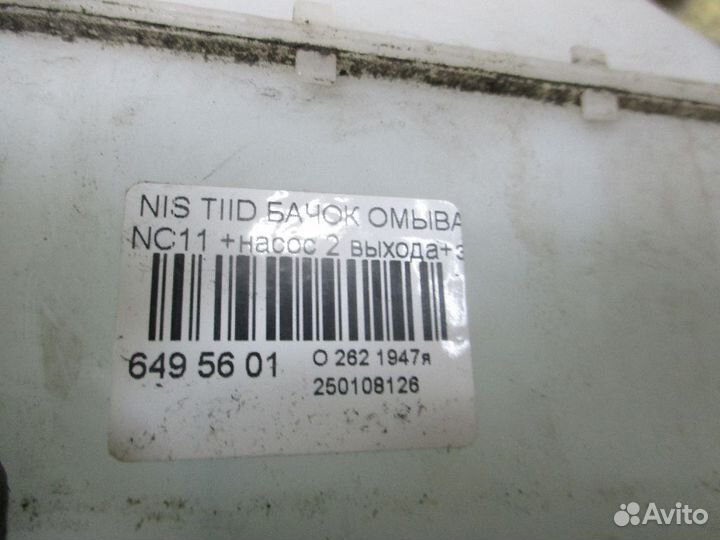 NIS TIID БАЧОК ОМЫВА
NC11 +насос 2 выхода+э
649 56 01
О 262 1947я
250108126
Avito